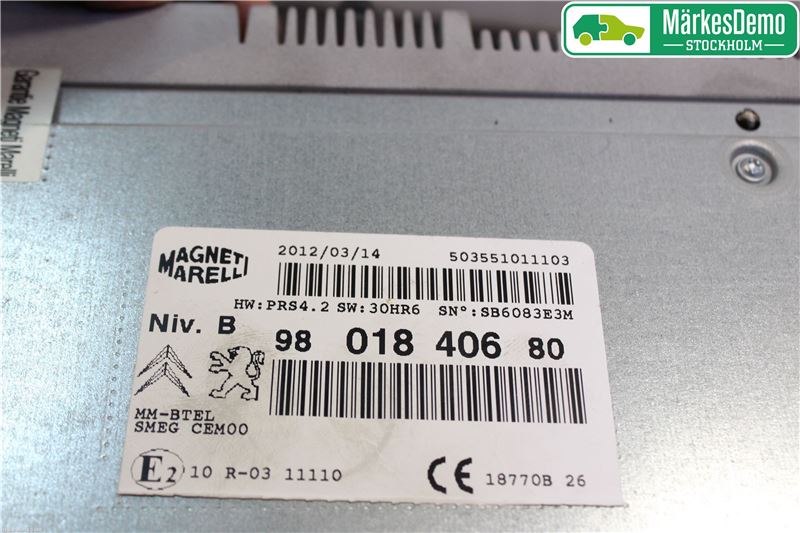 MärkesDemo
STOCKHOLM
Garantie Magneti Marelli
MAGNETI
MARELLI
2012/03/14 503551011103
HW:PRS4.2 SW:30HR6 SN°:SB6083E3M
Niv. B
98 018 406 80
MM-BTEL
SMEG CEM00
E2 10 R-03 11110 CE 18770B 26